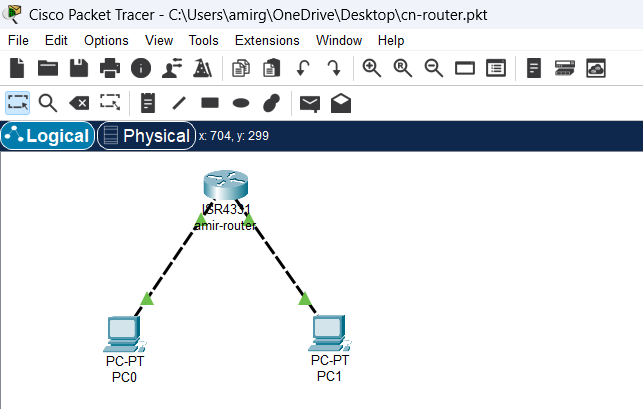 Cisco Packet Tracer - C:\Users\amirg\OneDrive\Desktop\cn-router.pkt
File Edit Options View Tools Extensions Window Help
Logical Physical x: 704, y: 299
ISR4331
amir-router
PC-PT
PC0
PC-PT
PC1